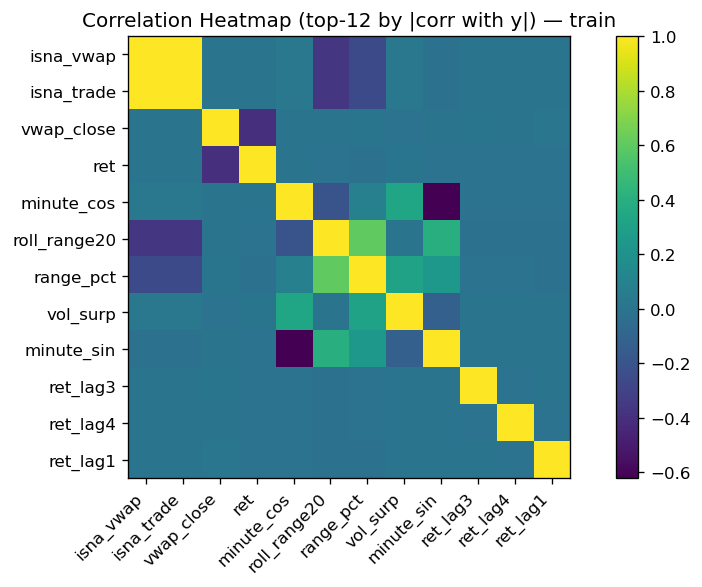 Correlation Heatmap (top-12 by |corr with y|) — train
isna_vwap
isna_trade
vwap_close
ret
minute_cos
roll_range20
range_pct
vol_surp
minute_sin
ret_lag3
ret_lag4
ret_lag1
isna_vwap
isna_trade
vwap_close
ret
minute_cos
roll_range20
range_pct
vol_surp
minute_sin
ret_lag3
ret_lag4
ret_lag1
1.0
0.8
0.6
0.4
0.2
0.0
−0.2
−0.4
−0.6